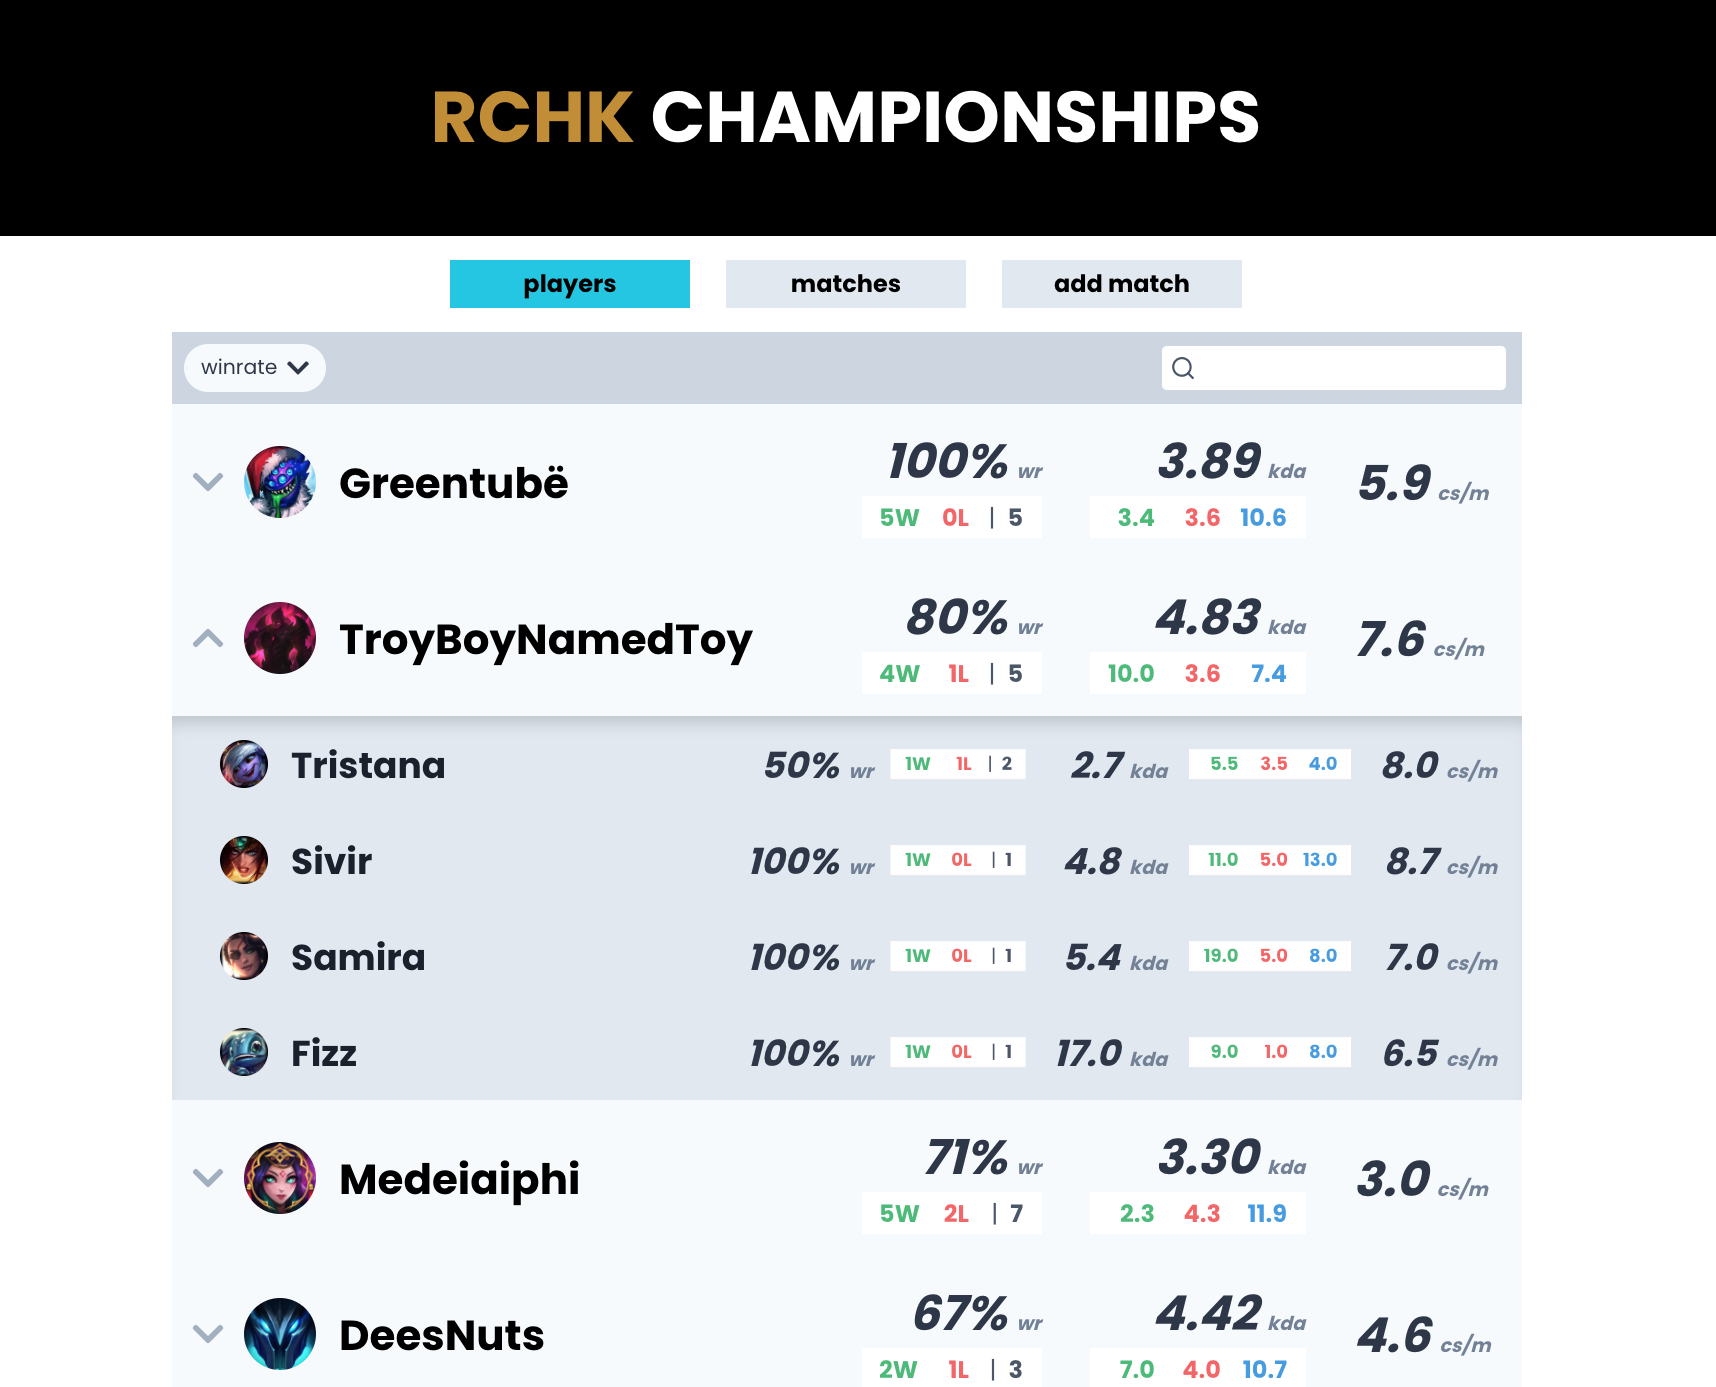 RCHK CHAMPIONSHIPS
players matches add match
winrate
Greentubë 100% wr 3.89 kda 5.9 cs/m
5W 0L | 5 3.4 3.6 10.6
TroyBoyNamedToy 80% wr 4.83 kda 7.6 cs/m
4W 1L | 5 10.0 3.6 7.4
Tristana 50% wr 1W 1L | 2 2.7 kda 5.5 3.5 4.0 8.0 cs/m
Sivir 100% wr 1W 0L | 1 4.8 kda 11.0 5.0 13.0 8.7 cs/m
Samira 100% wr 1W 0L | 1 5.4 kda 19.0 5.0 8.0 7.0 cs/m
Fizz 100% wr 1W 0L | 1 17.0 kda 9.0 1.0 8.0 6.5 cs/m
Medeiaiphi 71% wr 3.30 kda 3.0 cs/m
5W 2L | 7 2.3 4.3 11.9
DeesNuts 67% wr 4.42 kda 4.6 cs/m
2W 1L | 3 7.0 4.0 10.7